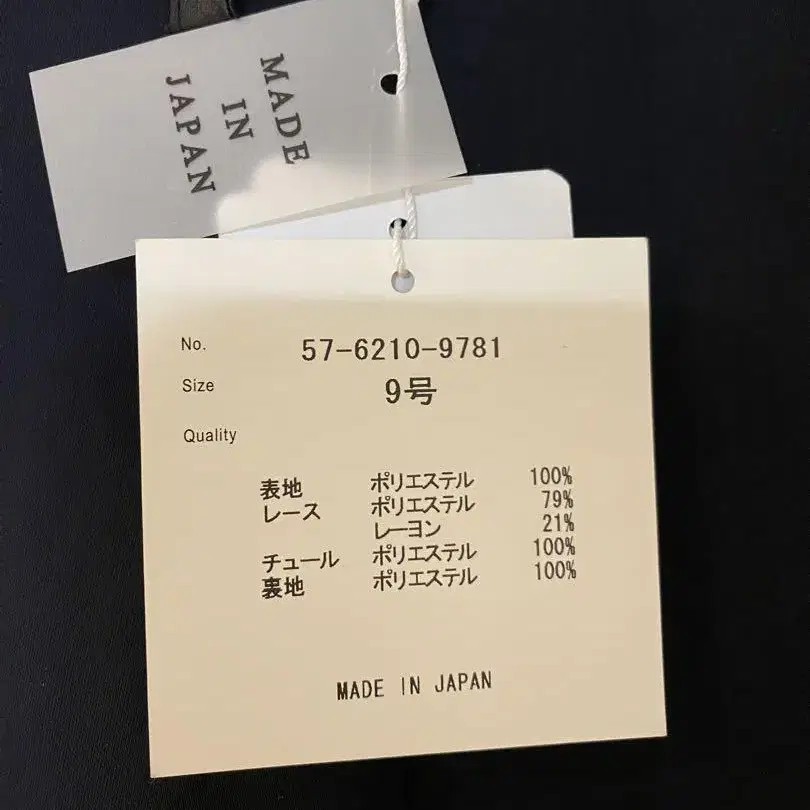 MADE
IN
JAPAN
No. 57-6210-9781
Size 9号
Quality
表地 ポリエステル 100%
レース ポリエステル 79%
レーヨン 21%
チュール ポリエステル 100%
裏地 ポリエステル 100%
MADE IN JAPAN